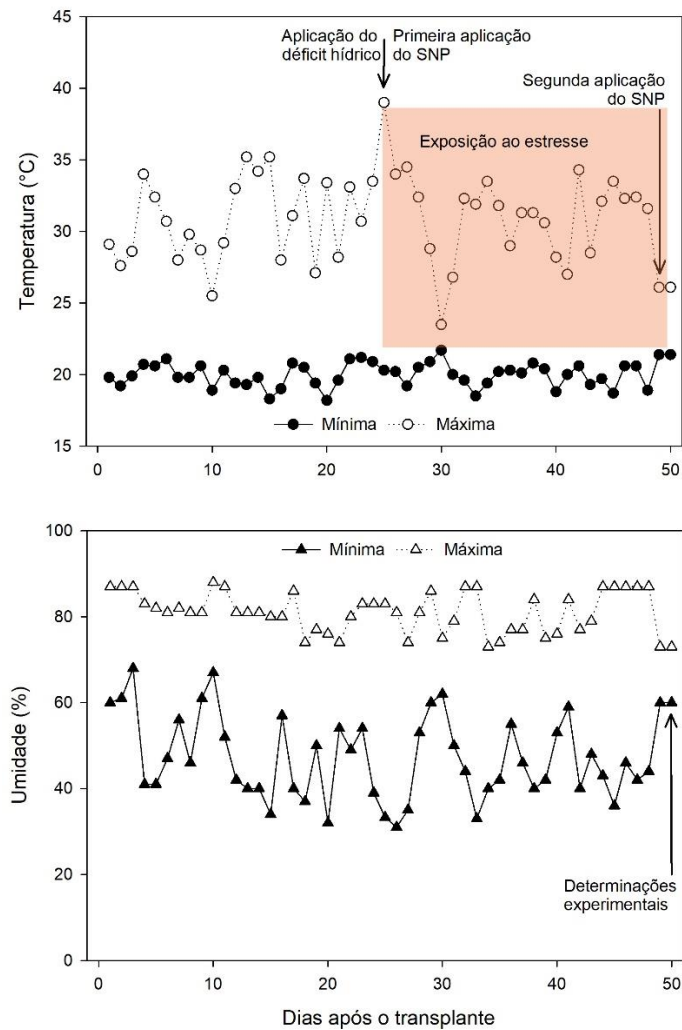 45
40
35
30
25
20
15
Temperatura (°C)
Aplicação do
déficit hídrico
Primeira aplicação
do SNP
Segunda aplicação
do SNP
Exposição ao estresse
Mínima
Máxima
0
10
20
30
40
50
100
80
60
40
20
0
Umidade (%)
Mínima
Máxima
Determinações
experimentais
0
10
20
30
40
50
Dias após o transplante